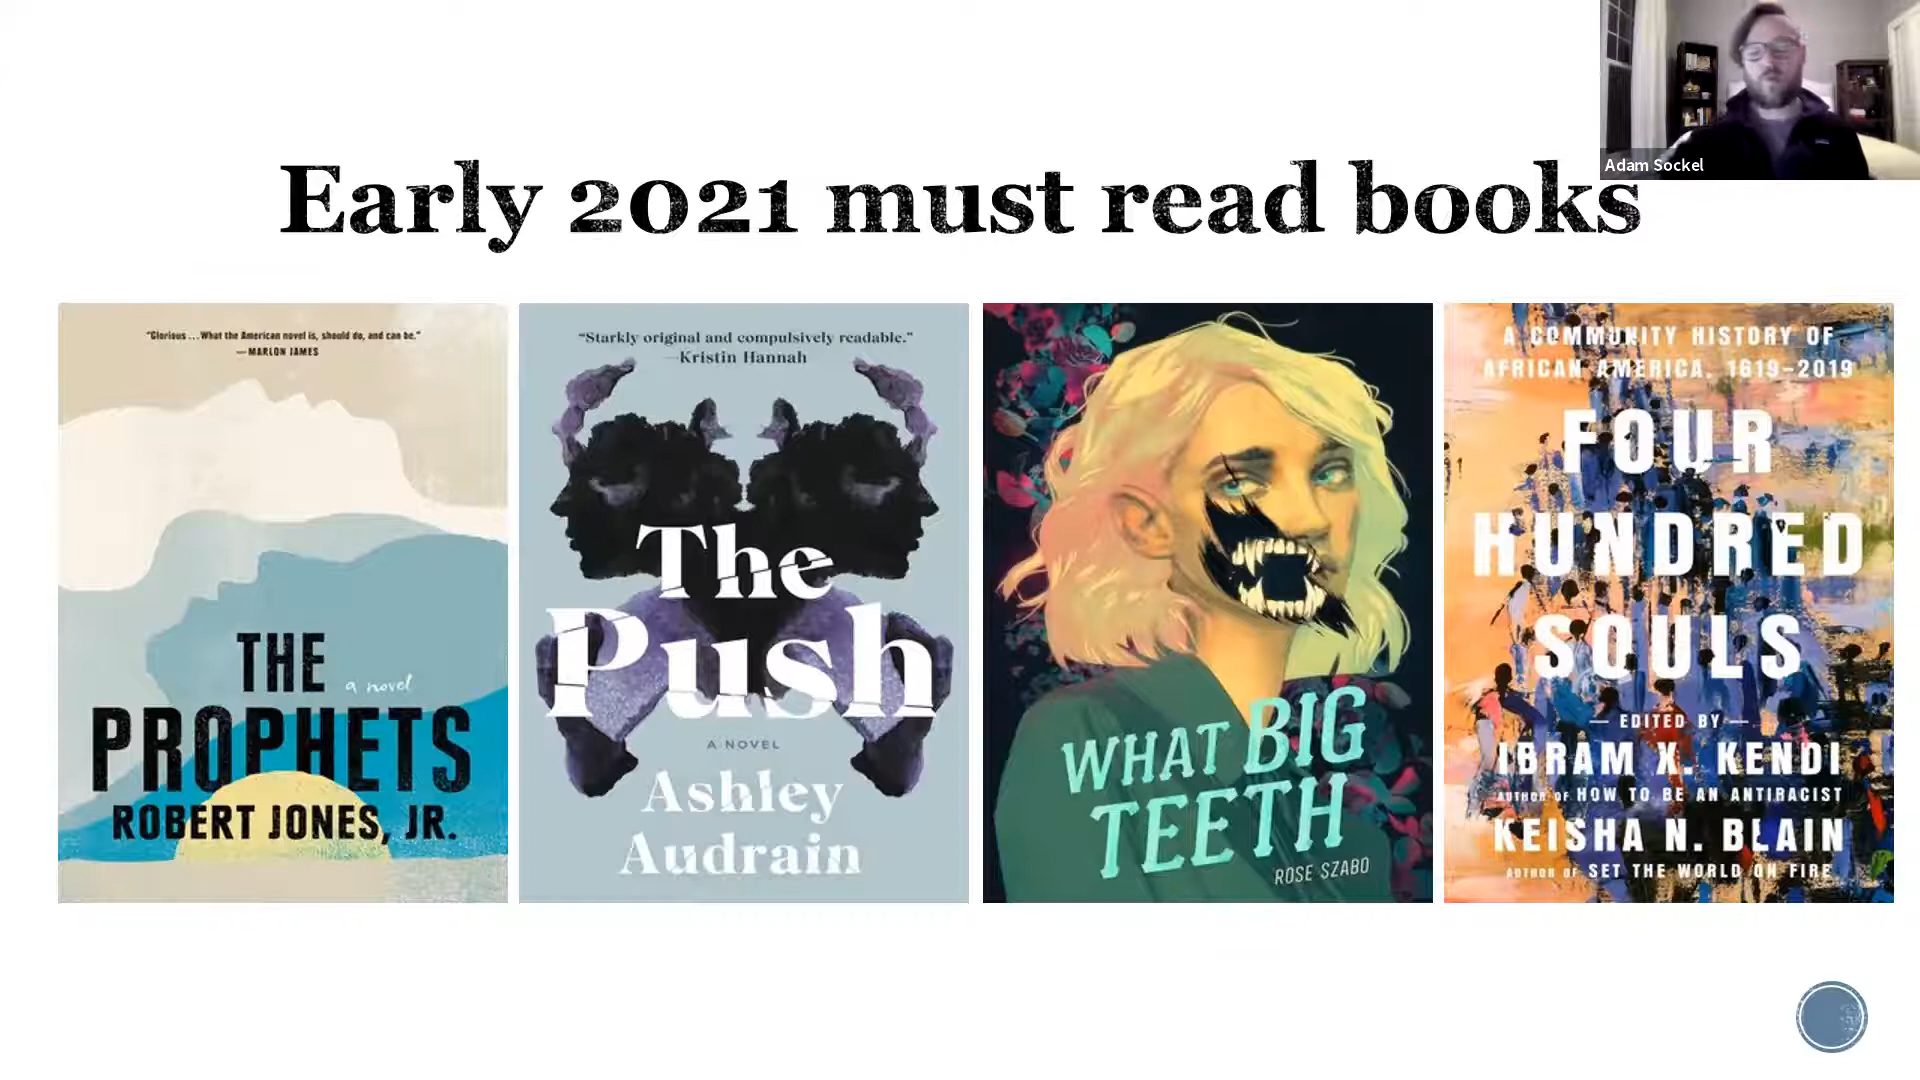 Adam Sockel
Early 2021 must read books
“Glorious ... What the American novel is, should do, and can be.”
—MARLON JAMES
THE
a novel
PROPHETS
ROBERT JONES, JR.
“Starkly original and compulsively readable.”
—Kristin Hannah
The
Push
A NOVEL
Ashley
Audrain
WHAT BIG
TEETH
ROSE SZABO
A COMMUNITY HISTORY OF
AFRICAN AMERICA, 1619–2019
FOUR
HUNDRED
SOULS
— EDITED BY —
IBRAM X. KENDI
AUTHOR OF HOW TO BE AN ANTIRACIST
KEISHA N. BLAIN
AUTHOR OF SET THE WORLD ON FIRE